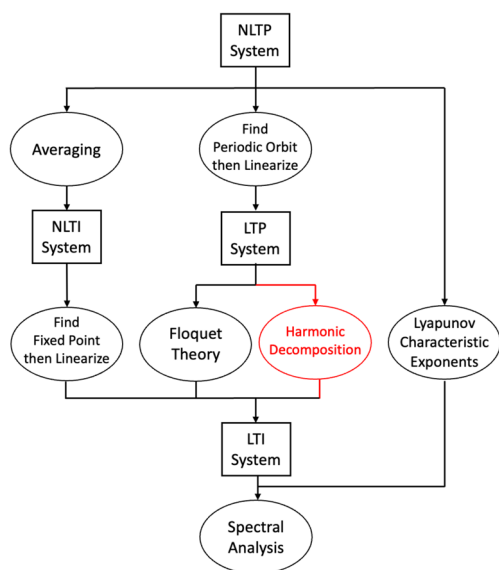 NLTP
System
Averaging
Find
Periodic Orbit
then Linearize
NLTI
System
LTP
System
Find
Fixed Point
then Linearize
Floquet
Theory
Harmonic
Decomposition
Lyapunov
Characteristic
Exponents
LTI
System
Spectral
Analysis